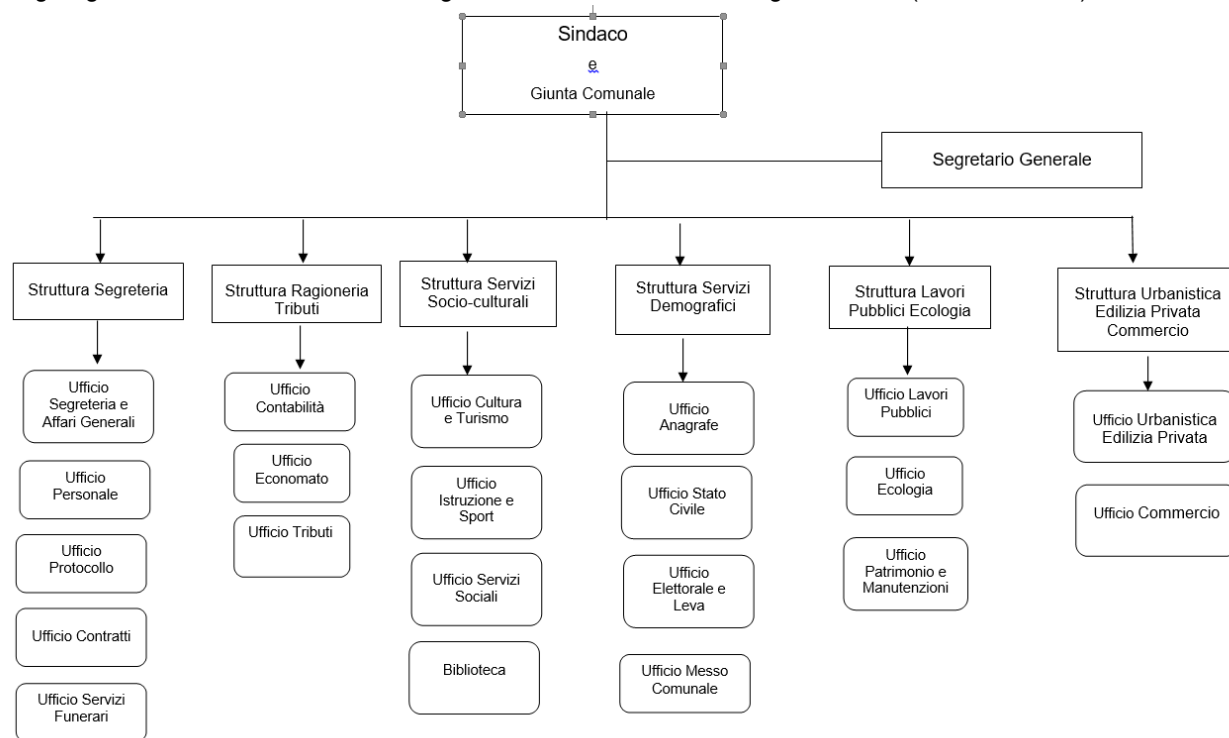 Sindaco
e
Giunta Comunale
Segretario Generale
Struttura Segreteria
Struttura Ragioneria
Tributi
Struttura Servizi
Socio-culturali
Struttura Servizi
Demografici
Struttura Lavori
Pubblici Ecologia
Struttura Urbanistica
Edilizia Privata
Commercio
Ufficio
Segreteria e
Affari Generali
Ufficio
Personale
Ufficio
Protocollo
Ufficio Contratti
Ufficio Servizi
Funerari
Ufficio
Contabilità
Ufficio
Economato
Ufficio Tributi
Ufficio Cultura
e Turismo
Ufficio
Istruzione e
Sport
Ufficio Servizi
Sociali
Biblioteca
Ufficio
Anagrafe
Ufficio Stato
Civile
Ufficio
Elettorale e
Leva
Ufficio Messo
Comunale
Ufficio Lavori
Pubblici
Ufficio
Ecologia
Ufficio
Patrimonio e
Manutenzioni
Ufficio Urbanistica
Edilizia Privata
Ufficio Commercio